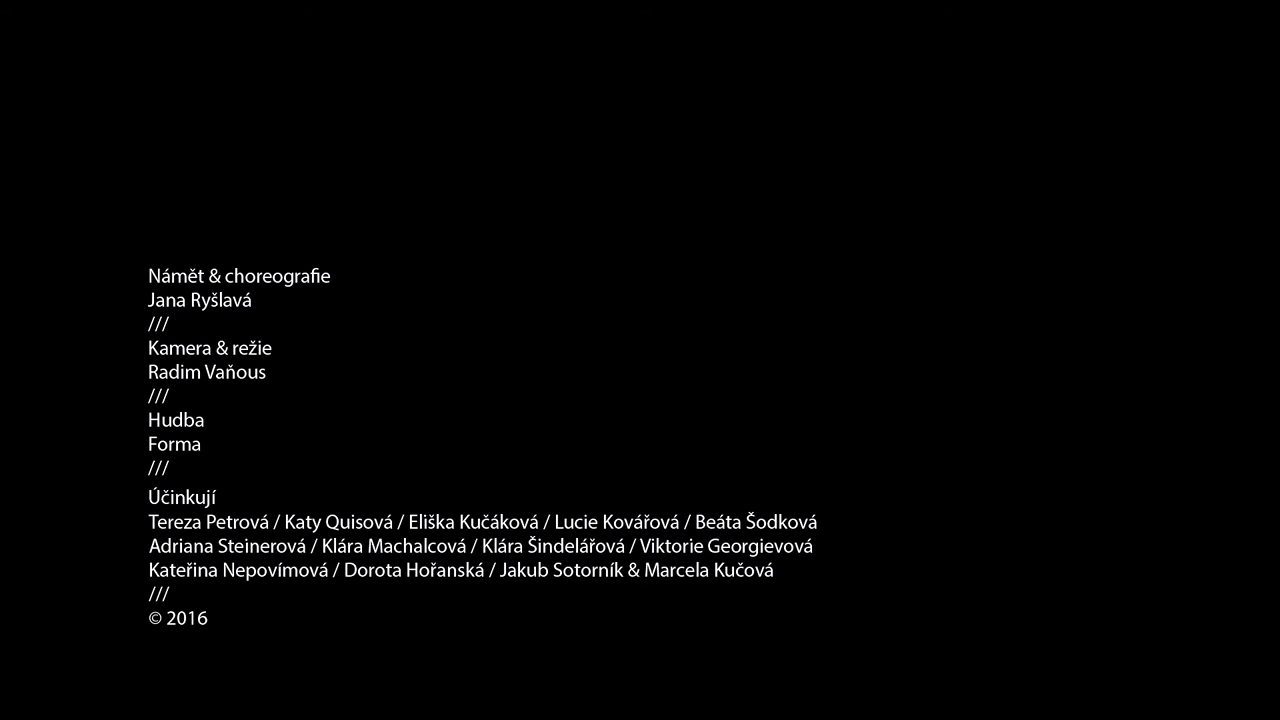 Námět & choreografie
Jana Ryšlavá
///
Kamera & režie
Radim Vaňous
///
Hudba
Forma
///
Účinkují
Tereza Petrová / Katy Quisová / Eliška Kučáková / Lucie Kovářová / Beáta Šodková
Adriana Steinerová / Klára Machalcová / Klára Šindelářová / Viktorie Georgievová
Kateřina Nepovímová / Dorota Hořanská / Jakub Sotorník & Marcela Kučová
///
© 2016